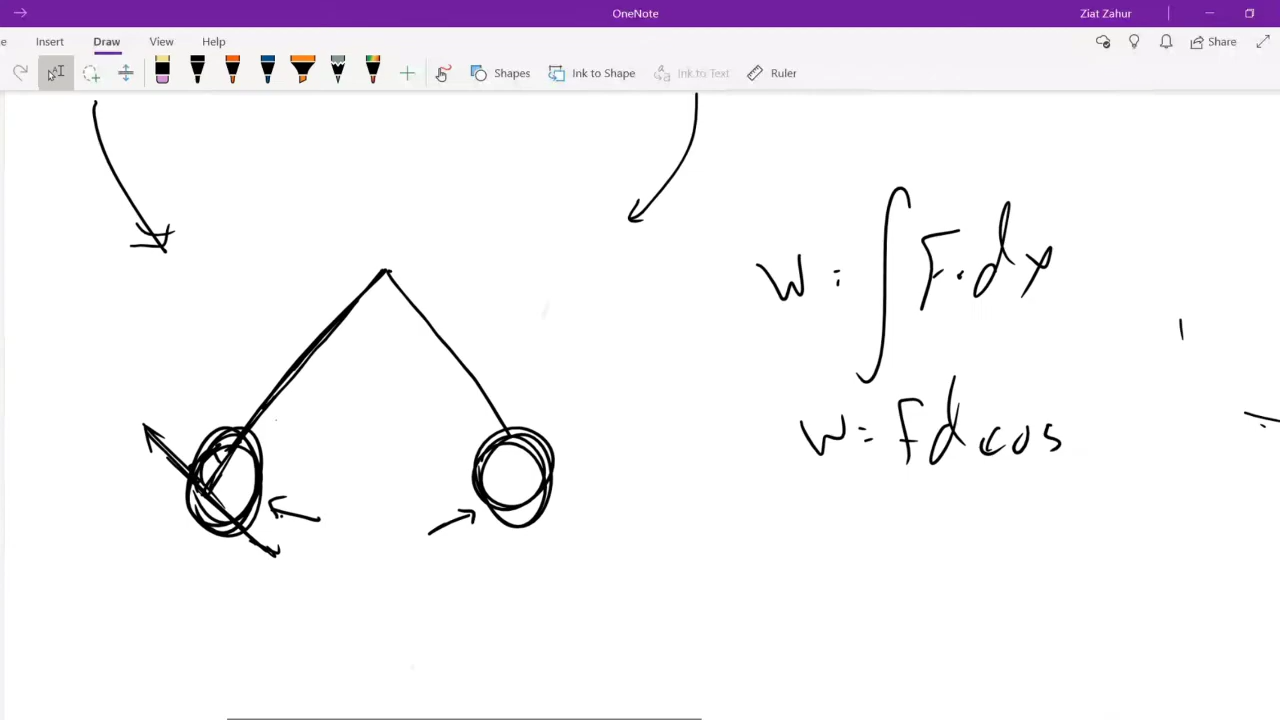 OneNote
Ziat Zahur
Insert Draw View Help
Share
Shapes Ink to Shape Ink to Text Ruler
W = ∫ F · dx
W = Fd cos